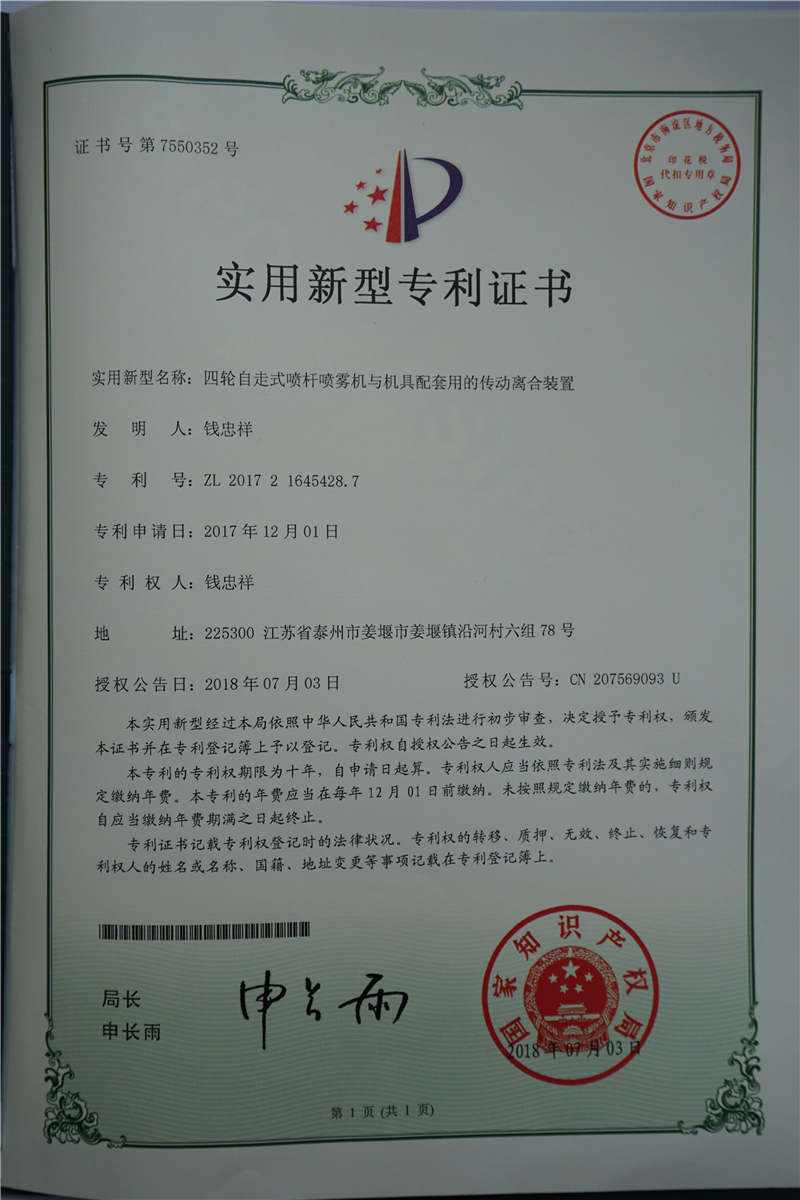 证书号第7550352号
北京市海淀区地方税务局
印花税
代扣专用章
国家知识产权局
实用新型专利证书
实用新型名称：四轮自走式喷杆喷雾机与机具配套用的传动离合装置
发明人：钱忠祥
专利号：ZL 2017 2 1645428.7
专利申请日：2017年12月01日
专利权人：钱忠祥
地址：225300 江苏省泰州市姜堰市姜堰镇沿河村六组78号
授权公告日：2018年07月03日 授权公告号：CN 207569093 U
本实用新型经过本局依照中华人民共和国专利法进行初步审查，决定授予专利权，颁发
本证书并在专利登记簿上予以登记。专利权自授权公告之日起生效。
本专利的专利权期限为十年，自申请日起算。专利权人应当依照专利法及其实施细则规
定缴纳年费。本专利的年费应当在每年12月01日前缴纳。未按照规定缴纳年费的，专利权
自应当缴纳年费期满之日起终止。
专利证书记载专利权登记时的法律状况。专利权的转移、质押、无效、终止、恢复和专
利权人的姓名或名称、国籍、地址变更等事项记载在专利登记簿上。
局长
申长雨
申长雨
国家知识产权局
2018年07月03日
第1页(共1页)